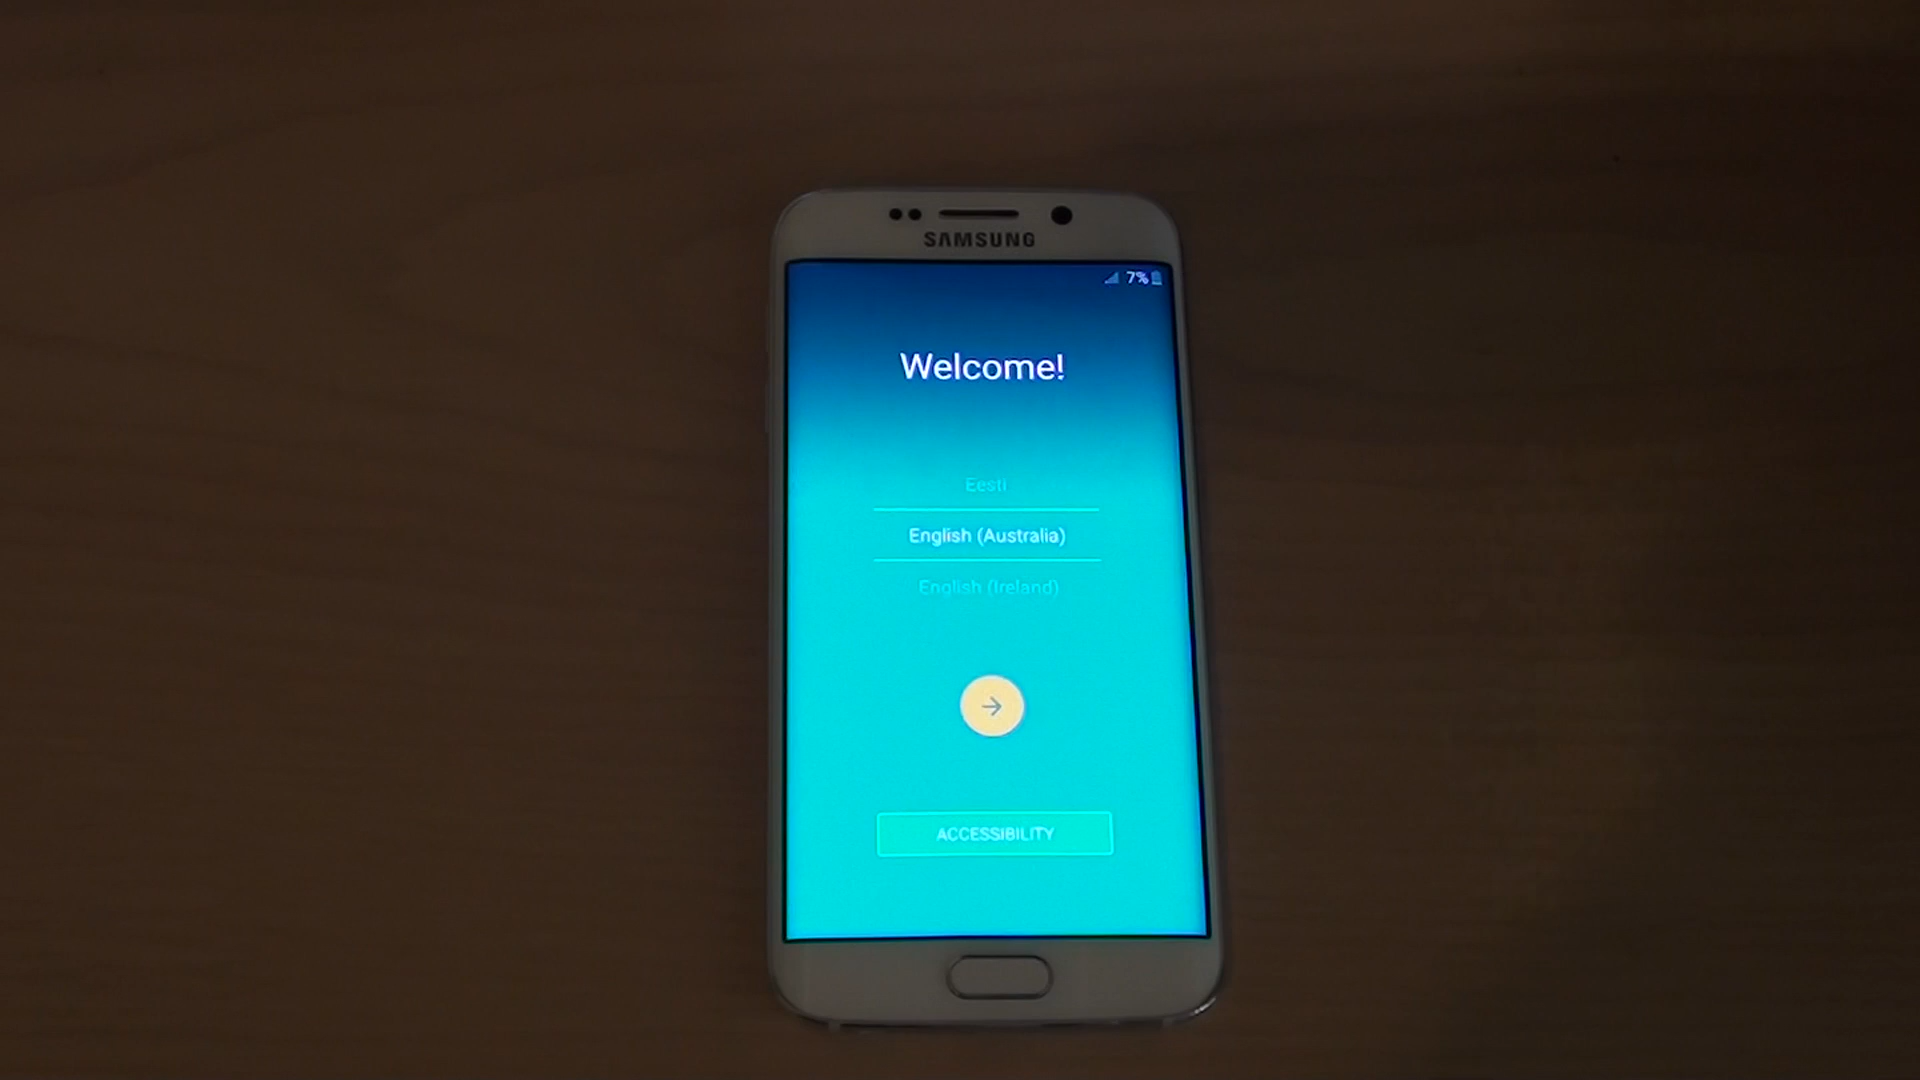 SAMSUNG
7%
Welcome!
Eesti
English (Australia)
English (Ireland)
ACCESSIBILITY